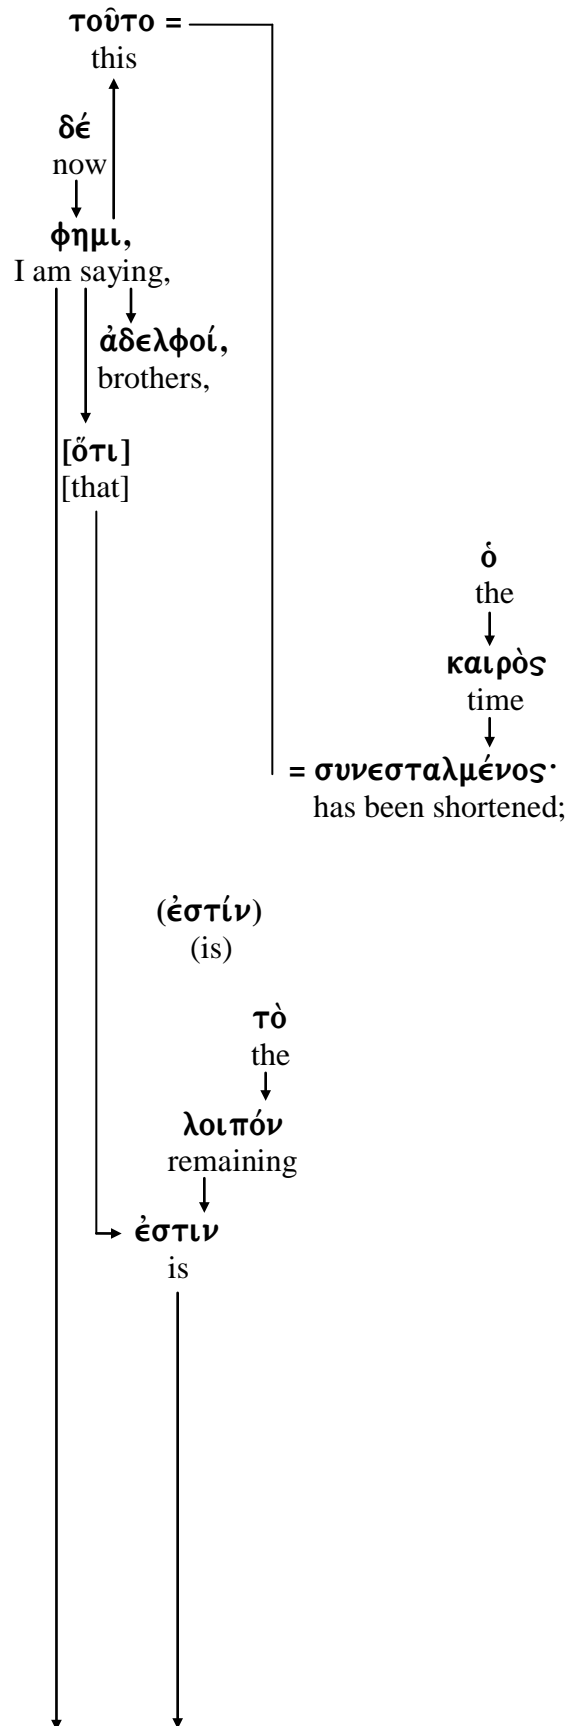 τοῦτο =
this
δέ
now
φημι,
I am saying,
ἀδελφοί,
brothers,
[ὅτι]
[that]
ὁ
the
καιρὸς
time
= συνεσταλμένος·
has been shortened;
(ἐστίν)
(is)
τὸ
the
λοιπόν
remaining
ἐστιν
is